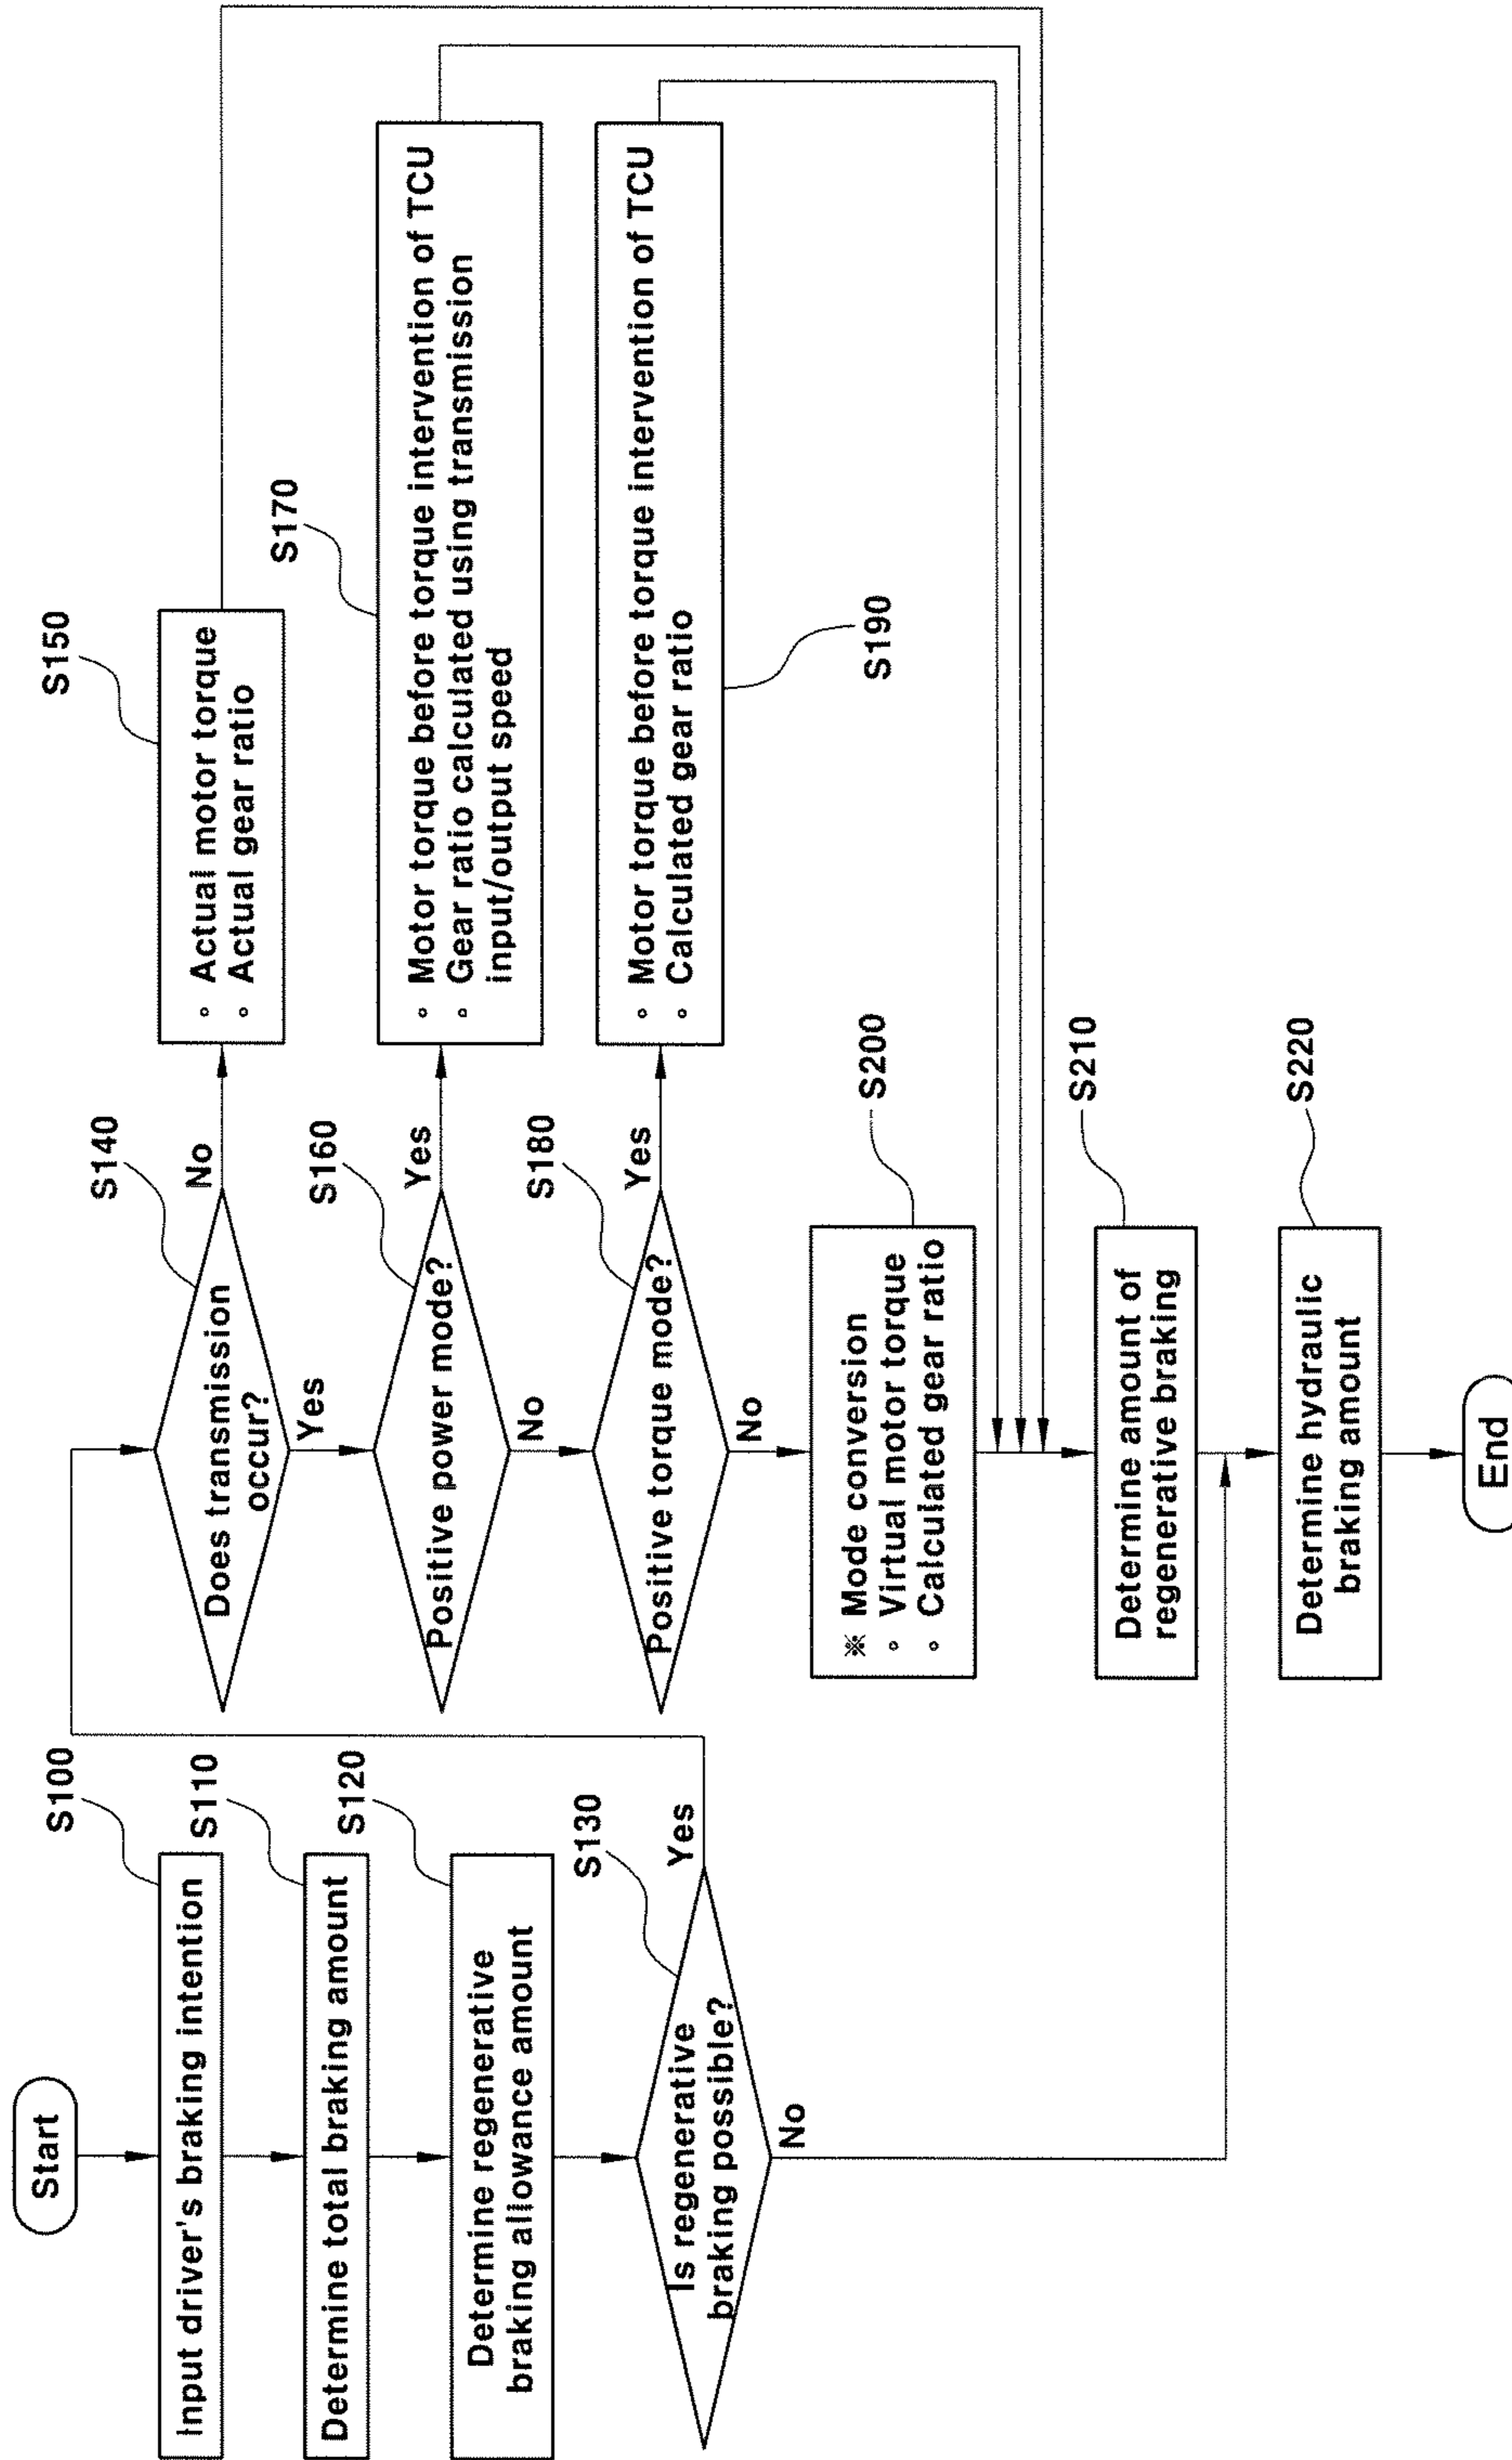 Start
S100
Input driver's braking intention
S110
Determine total braking amount
S120
Determine regenerative
braking allowance amount
S130
Is regenerative
braking possible?
Yes
No
S140
Does transmission
occur?
No
Yes
S150
◦ Actual motor torque
◦ Actual gear ratio
S160
Positive power mode?
Yes
No
S170
◦ Motor torque before torque intervention of TCU
◦ Gear ratio calculated using transmission
input/output speed
S180
Positive torque mode?
Yes
No
◦ Motor torque before torque intervention of TCU
◦ Calculated gear ratio
S190
S200
※ Mode conversion
◦ Virtual motor torque
◦ Calculated gear ratio
S210
Determine amount of
regenerative braking
S220
Determine hydraulic
braking amount
End